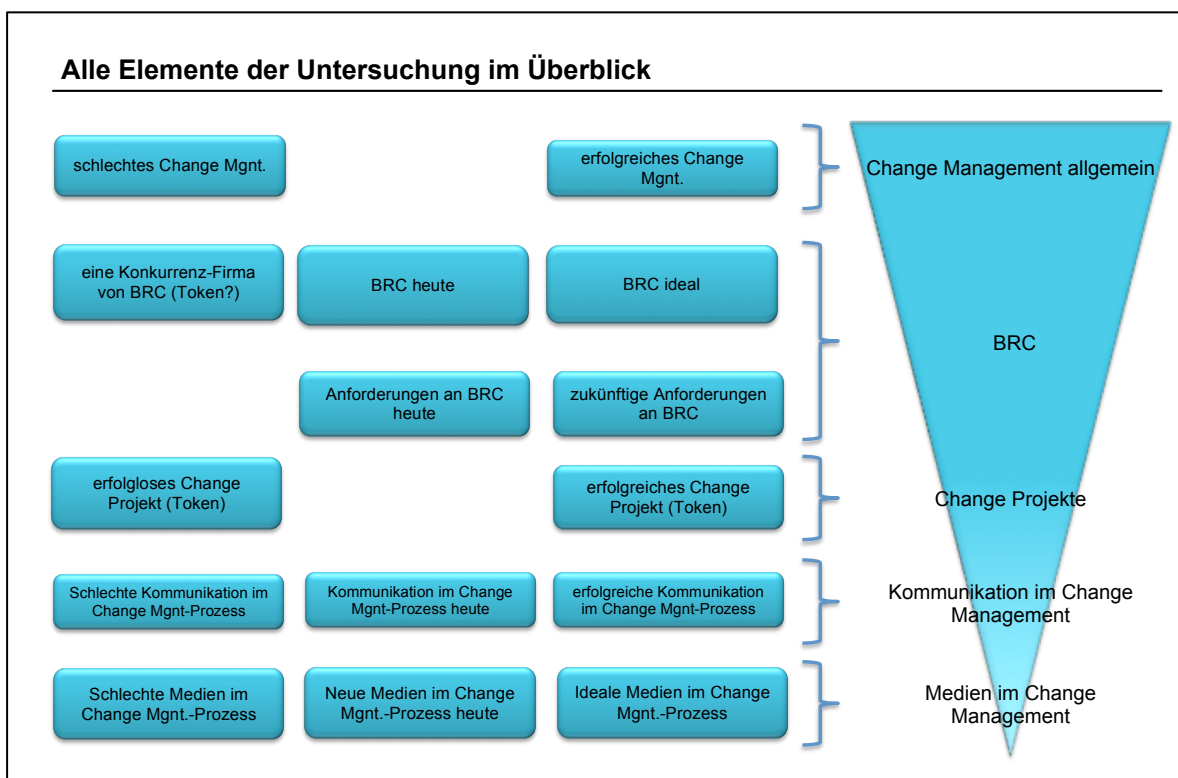 Alle Elemente der Untersuchung im Überblick
schlechtes Change Mgnt.
erfolgreiches Change
Mgnt.
Change Management allgemein
eine Konkurrenz-Firma
von BRC (Token?)
BRC heute
BRC ideal
BRC
Anforderungen an BRC
heute
zukünftige Anforderungen
an BRC
erfolgloses Change
Projekt (Token)
erfolgreiches Change
Projekt (Token)
Change Projekte
Schlechte Kommunikation im
Change Mgnt-Prozess
Kommunikation im Change
Mgnt-Prozess heute
erfolgreiche Kommunikation
im Change Mgnt-Prozess
Kommunikation im Change
Management
Schlechte Medien im
Change Mgnt.-Prozess
Neue Medien im Change
Mgnt.-Prozess heute
Ideale Medien im Change
Mgnt.-Prozess
Medien im Change
Management